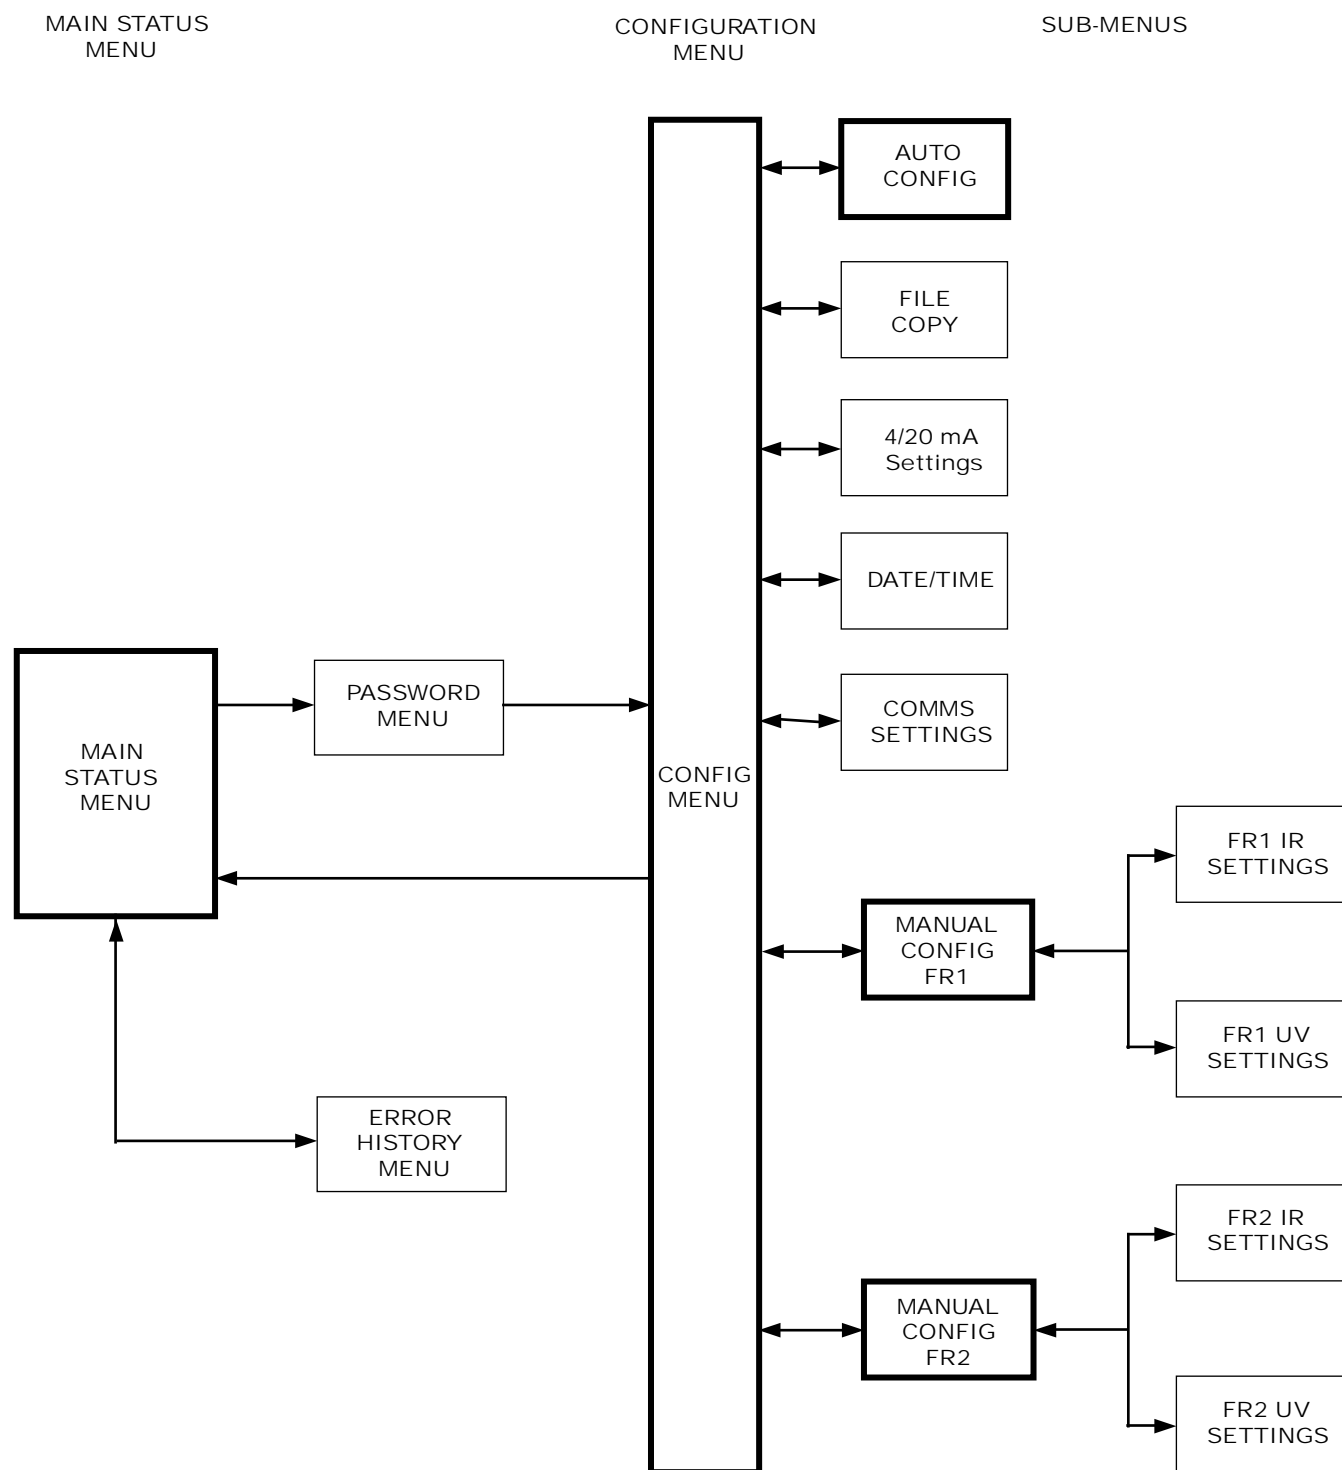 MAIN STATUS
MENU
CONFIGURATION
MENU
SUB-MENUS
AUTO
CONFIG
FILE
COPY
4/20 mA
Settings
DATE/TIME
COMMS
SETTINGS
PASSWORD
MENU
MAIN
STATUS
MENU
CONFIG
MENU
FR1 IR
SETTINGS
MANUAL
CONFIG
FR1
FR1 UV
SETTINGS
ERROR
HISTORY
MENU
FR2 IR
SETTINGS
MANUAL
CONFIG
FR2
FR2 UV
SETTINGS